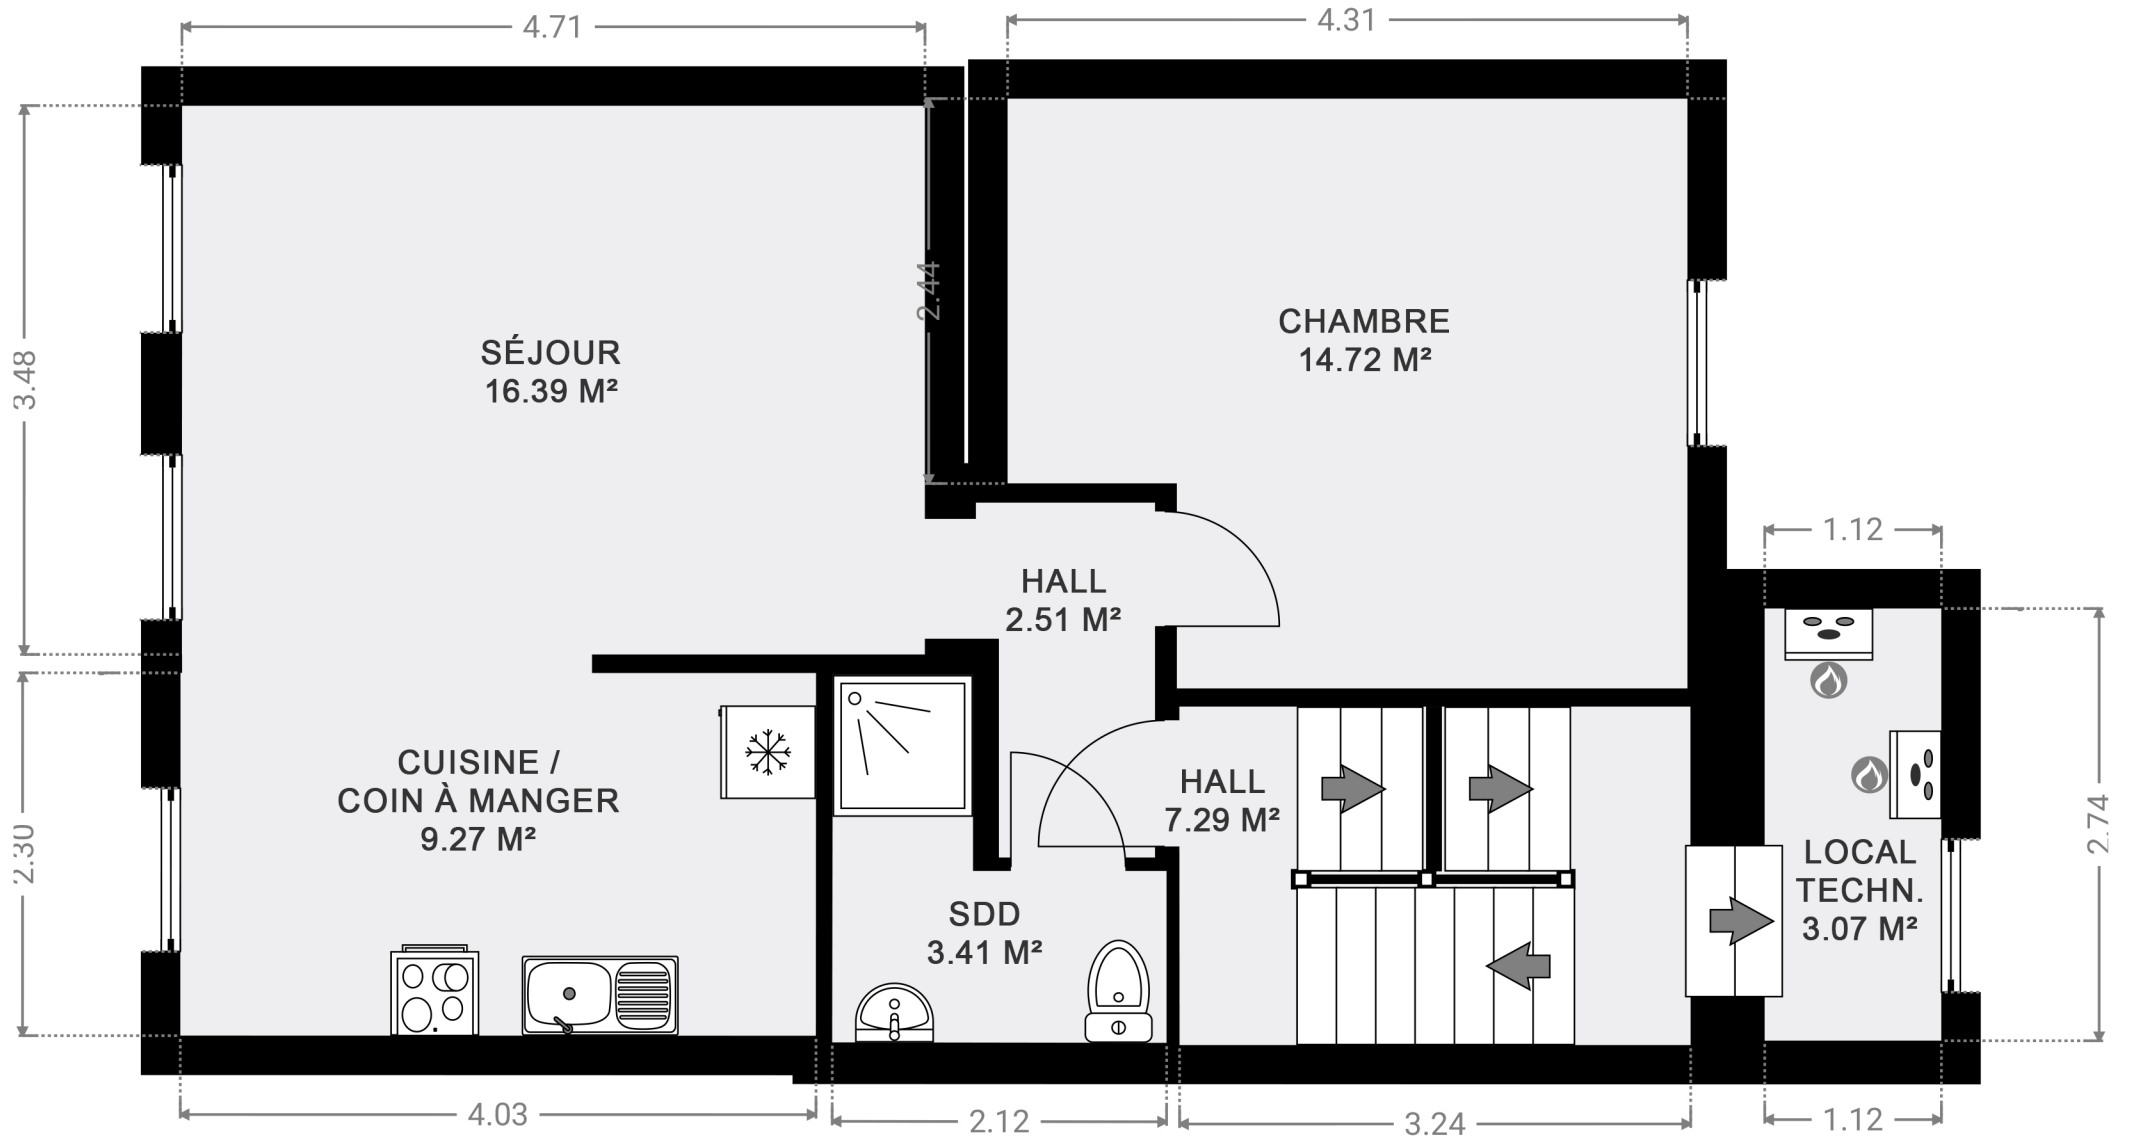 4.71
4.31
3.48
2.44
SÉJOUR
16.39 M²
CHAMBRE
14.72 M²
1.12
HALL
2.51 M²
CUISINE /
COIN À MANGER
9.27 M²
2.30
HALL
7.29 M²
SDD
3.41 M²
LOCAL
TECHN.
3.07 M²
2.74
4.03
2.12
3.24
1.12